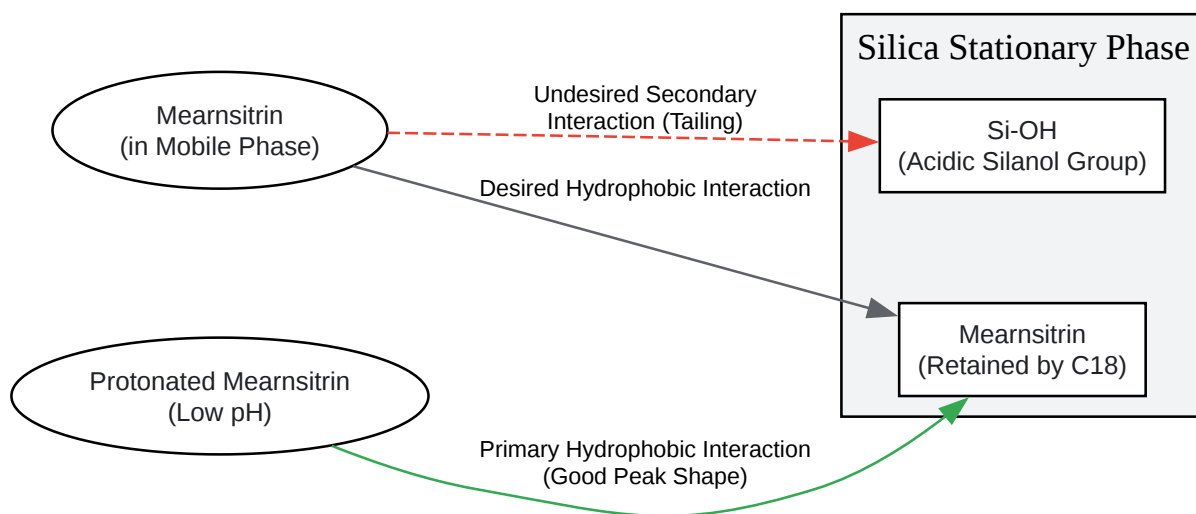 Silica Stationary Phase
Mearnsitrin
(in Mobile Phase)
Undesired Secondary
Interaction (Tailing)
Si-OH
(Acidic Silanol Group)
Desired Hydrophobic Interaction
Mearnsitrin
(Retained by C18)
Protonated Mearnsitrin
(Low pH)
Primary Hydrophobic Interaction
(Good Peak Shape)